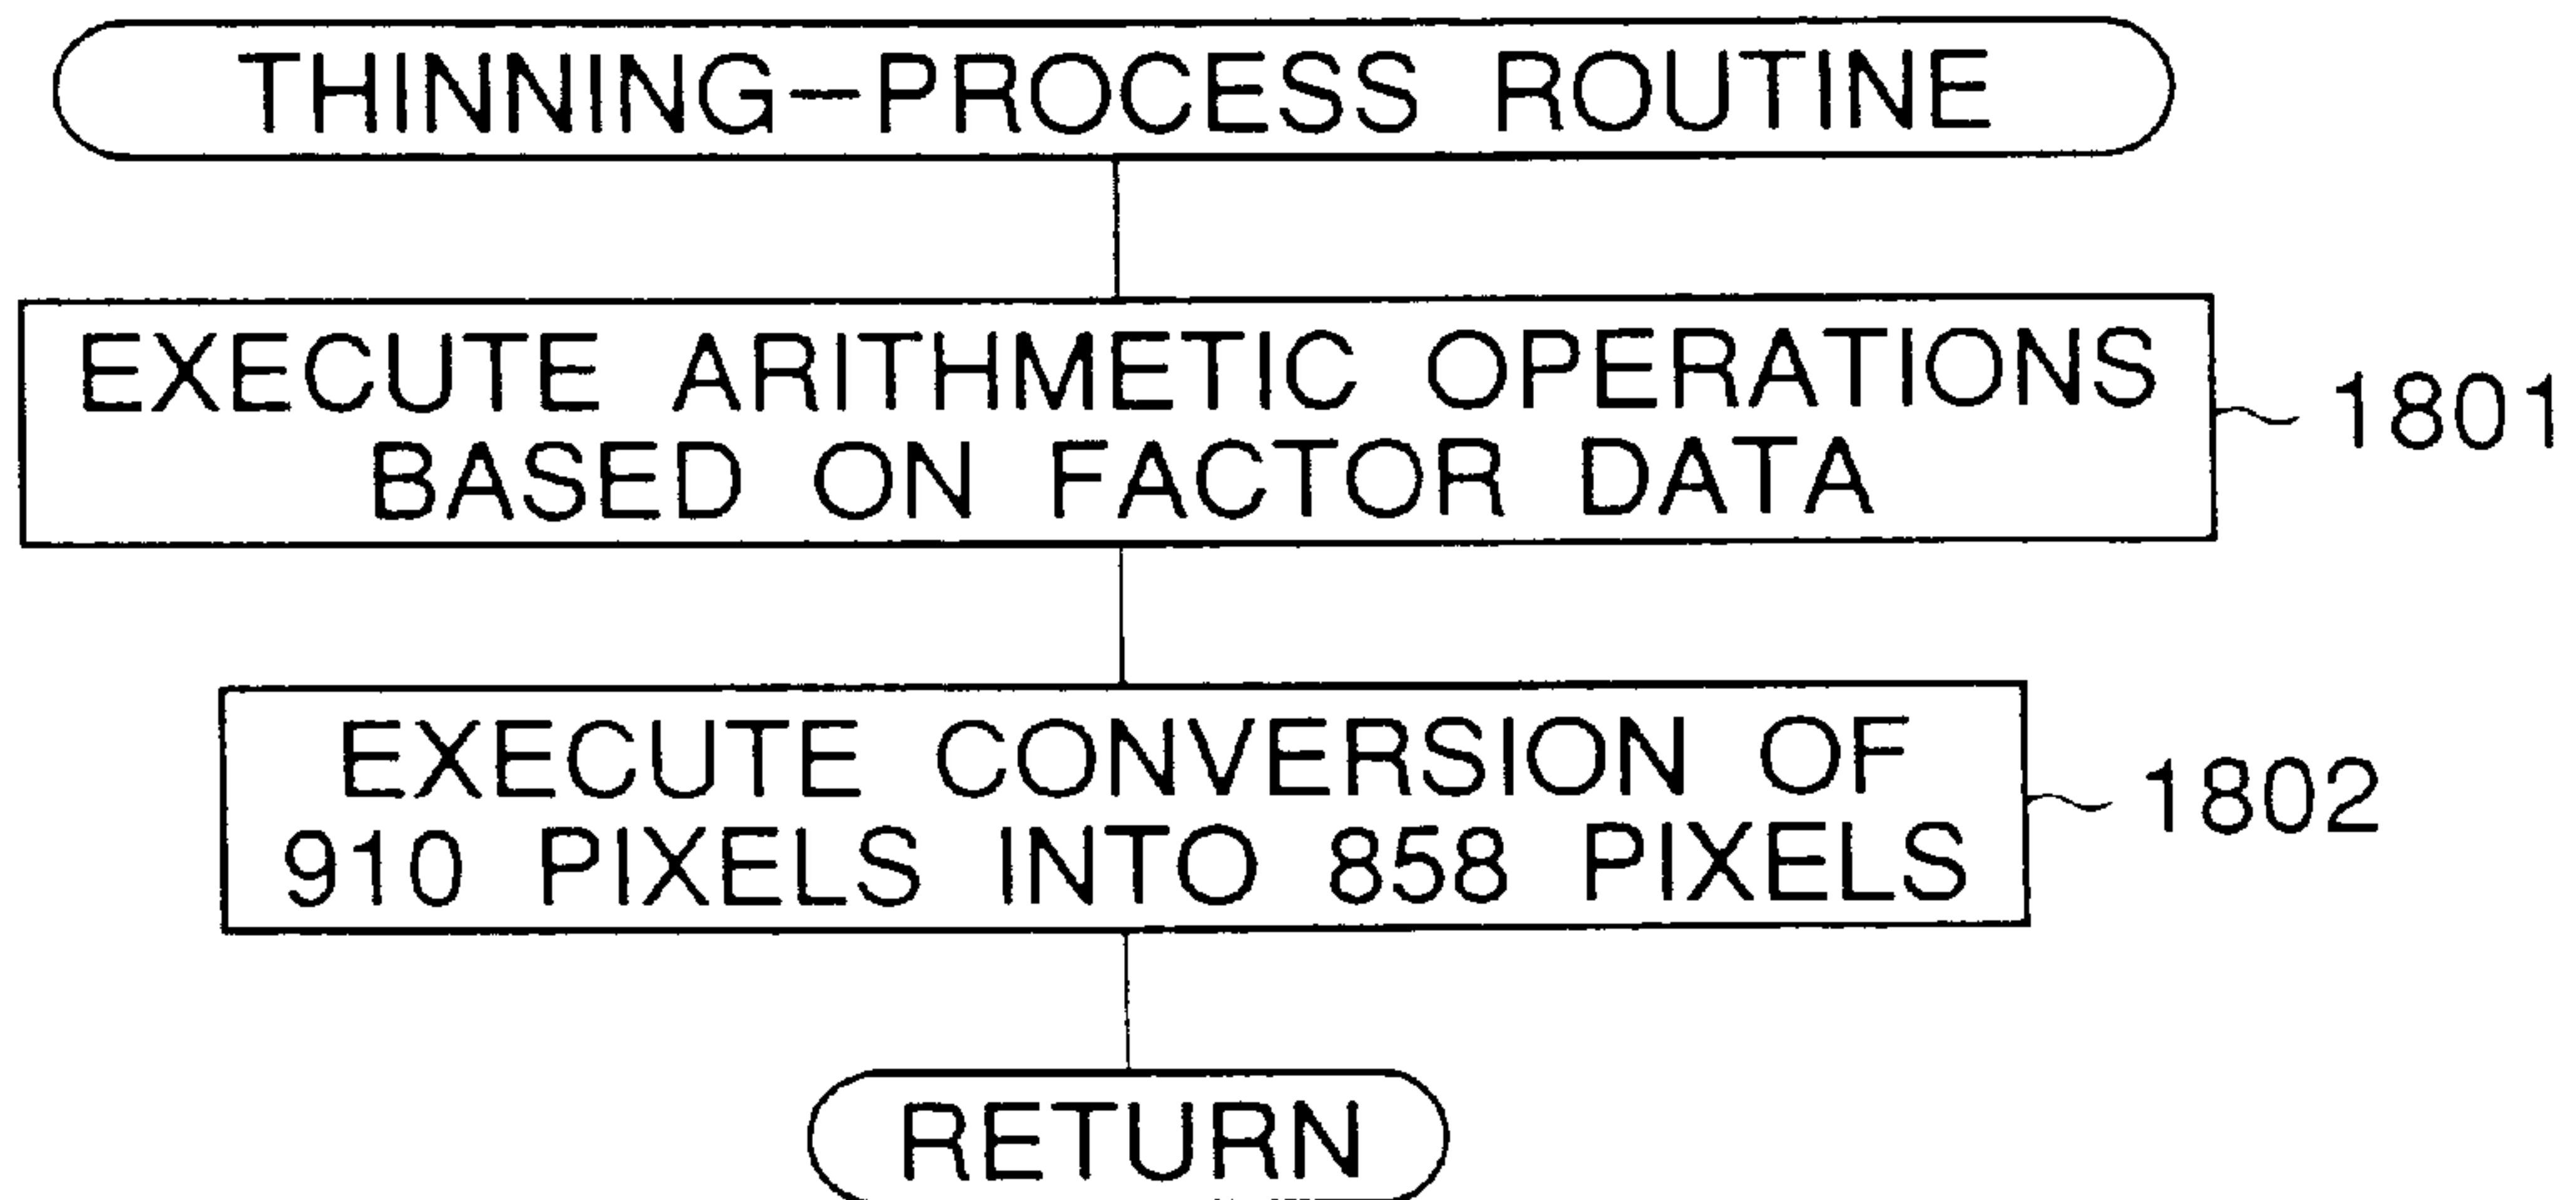 THINNING-PROCESS ROUTINE
EXECUTE ARITHMETIC OPERATIONS
BASED ON FACTOR DATA
1801
EXECUTE CONVERSION OF
910 PIXELS INTO 858 PIXELS
1802
RETURN